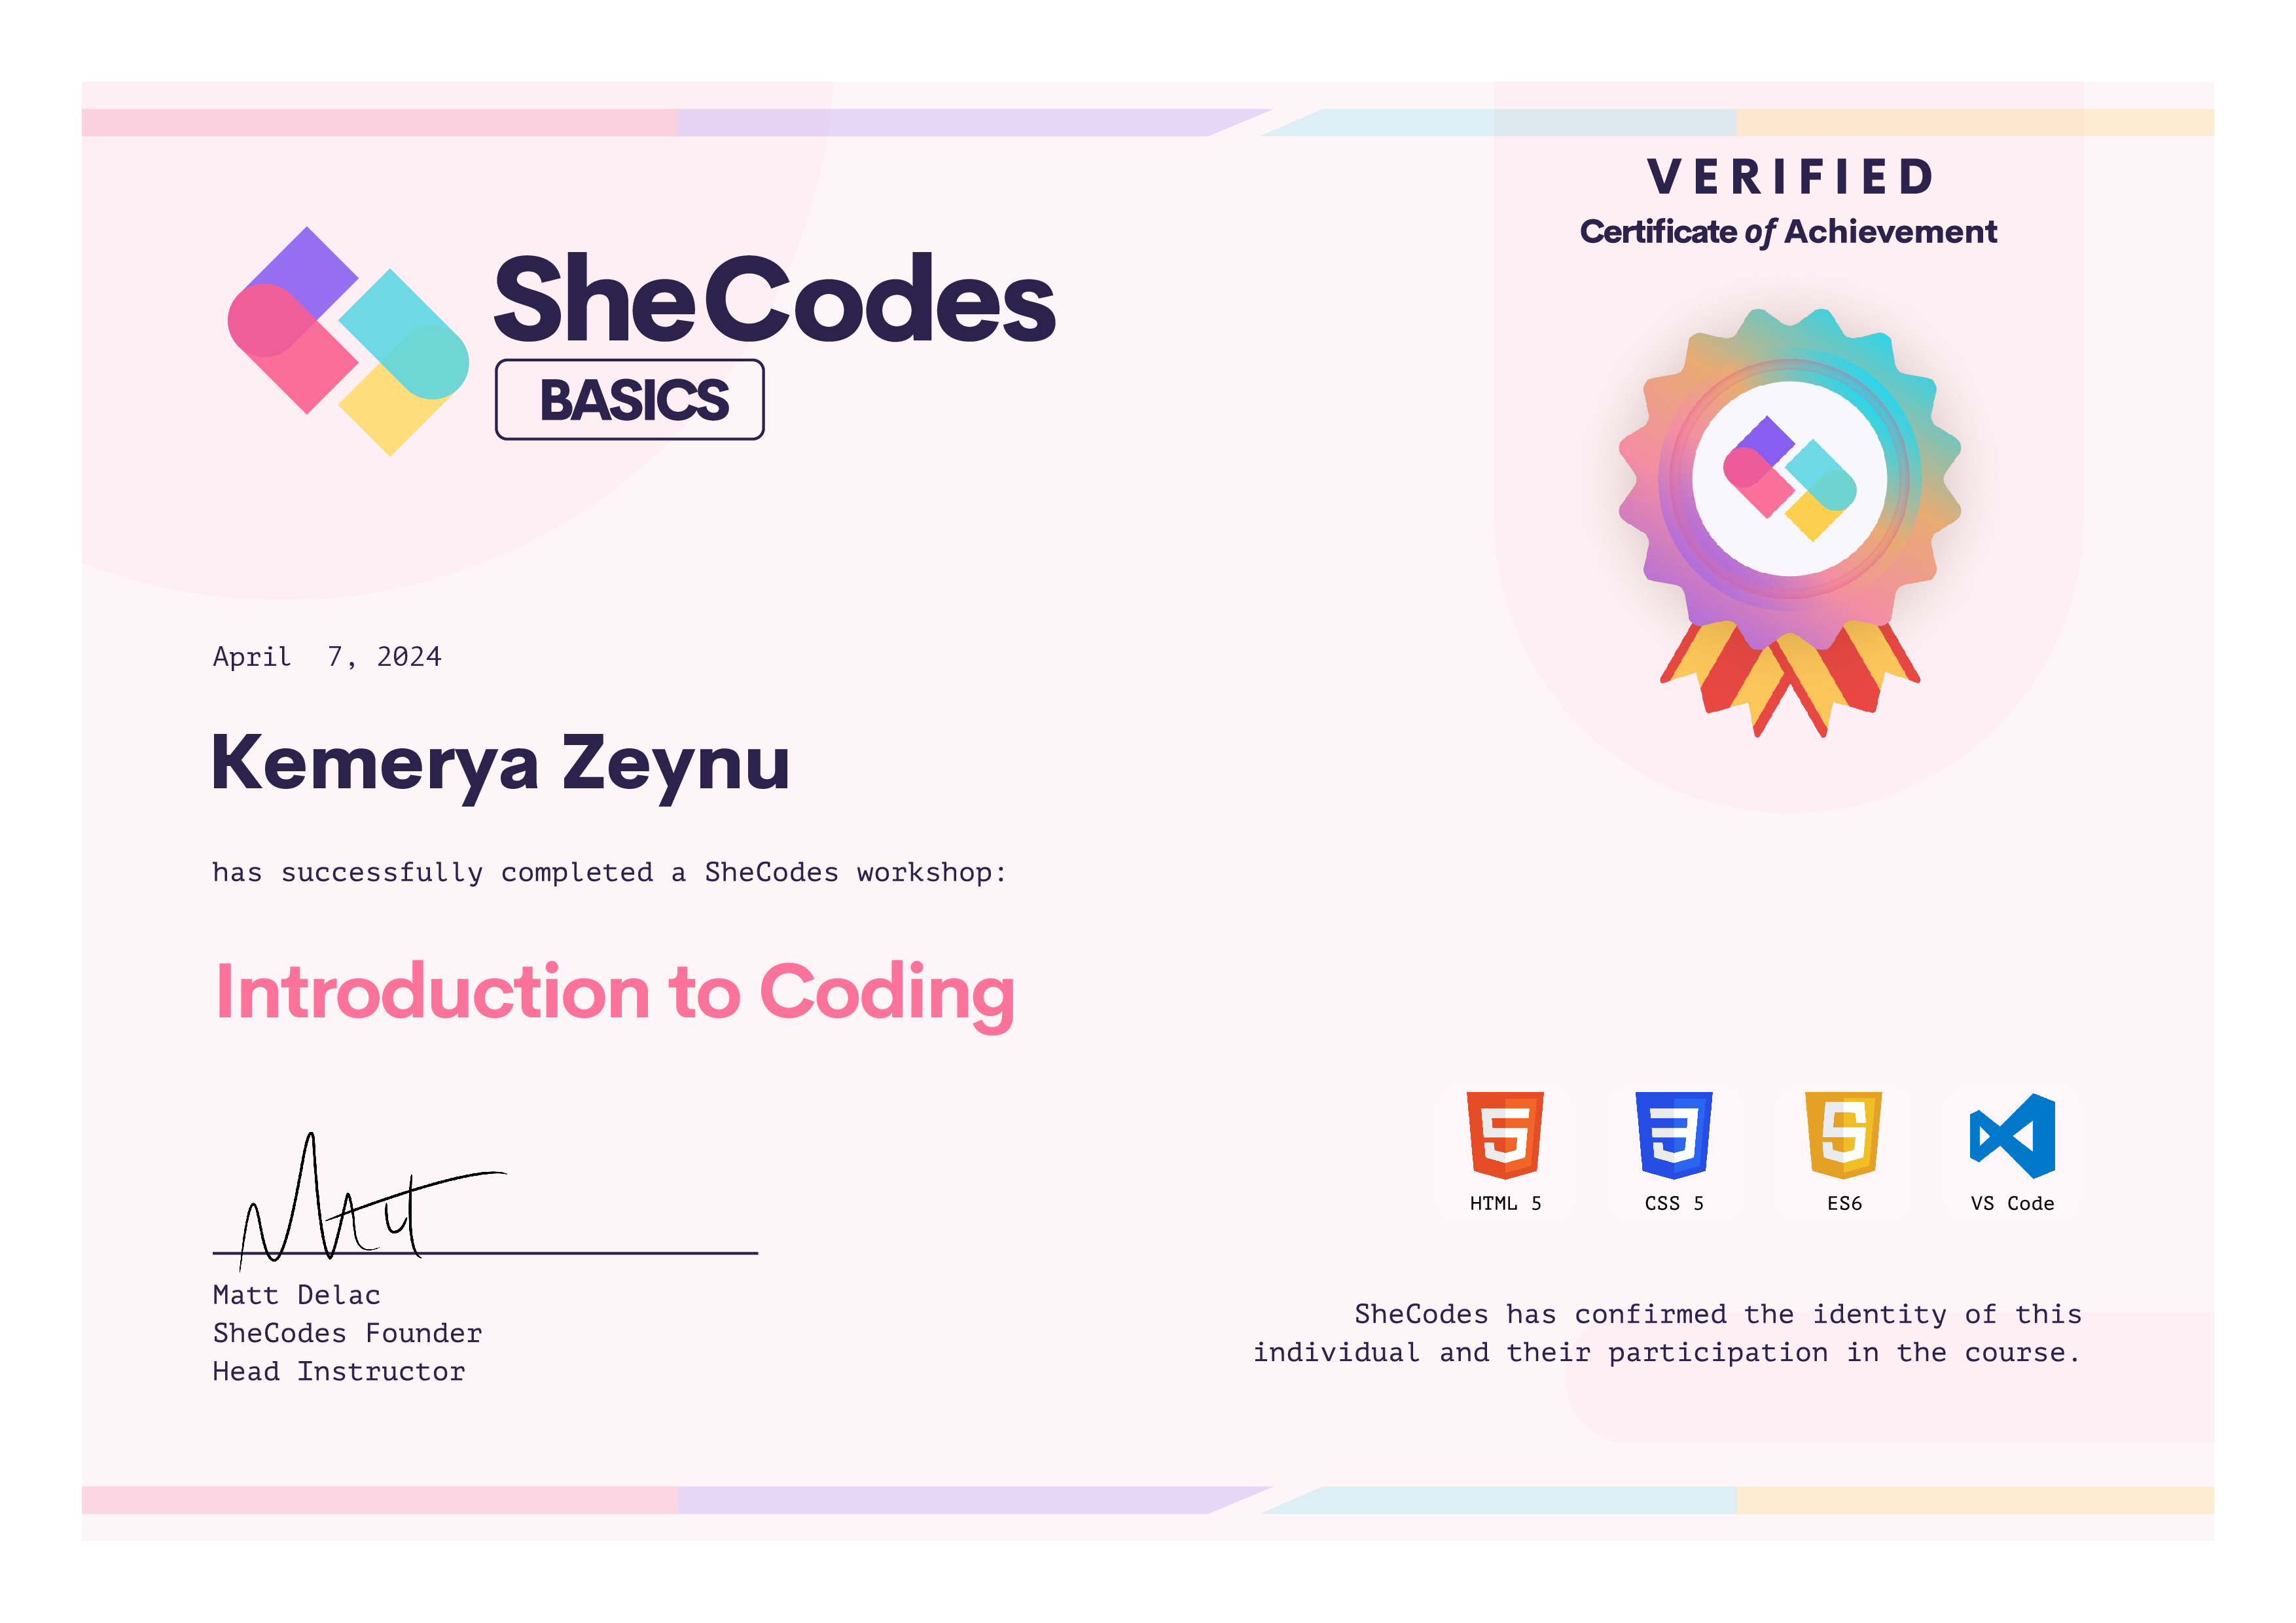 VERIFIED
Certificate of Achievement
SheCodes
BASICS
April  7, 2024
Kemerya Zeynu
has successfully completed a SheCodes workshop:
Introduction to Coding
HTML 5
CSS 5
ES6
VS Code
Matt
Matt Delac
SheCodes Founder
Head Instructor
SheCodes has confirmed the identity of this
individual and their participation in the course.